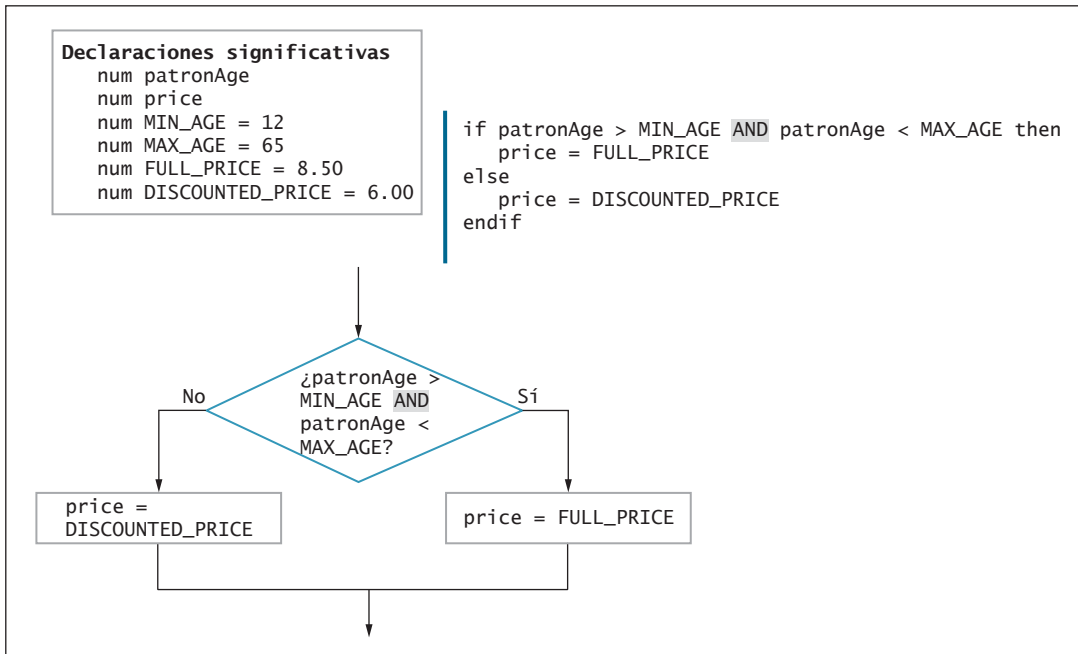 Declaraciones significativas
num patronAge
num price
num MIN_AGE = 12
num MAX_AGE = 65
num FULL_PRICE = 8.50
num DISCOUNTED_PRICE = 6.00
if patronAge > MIN_AGE AND patronAge < MAX_AGE then
price = FULL_PRICE
else
price = DISCOUNTED_PRICE
endif
¿patronAge >
MIN_AGE AND
patronAge <
MAX_AGE?
No
Sí
price =
DISCOUNTED_PRICE
price = FULL_PRICE